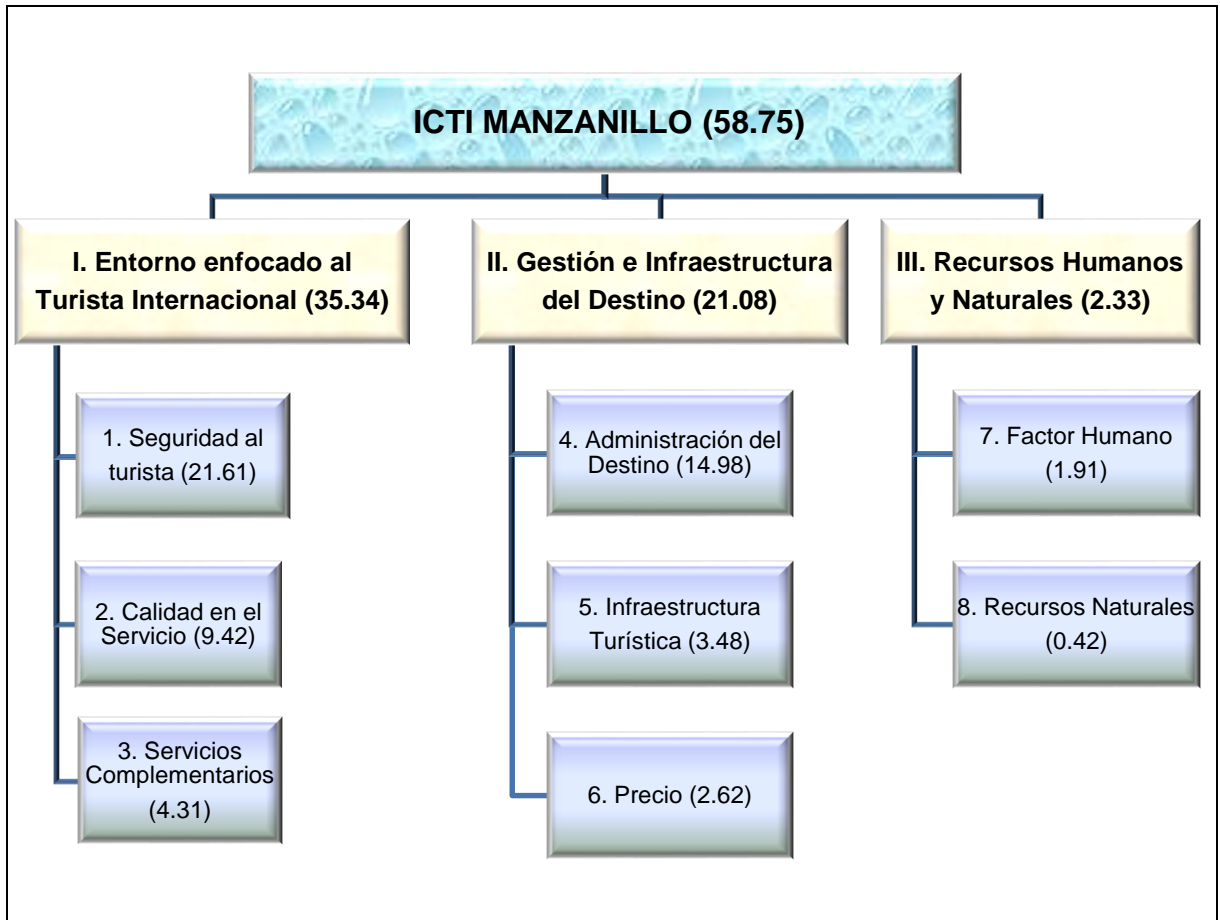 ICTI MANZANILLO (58.75)
I. Entorno enfocado al
Turista Internacional (35.34)
1. Seguridad al
turista (21.61)
2. Calidad en el
Servicio (9.42)
3. Servicios
Complementarios
(4.31)
II. Gestión e Infraestructura
del Destino (21.08)
4. Administración del
Destino (14.98)
5. Infraestructura
Turística (3.48)
6. Precio (2.62)
III. Recursos Humanos
y Naturales (2.33)
7. Factor Humano
(1.91)
8. Recursos Naturales
(0.42)